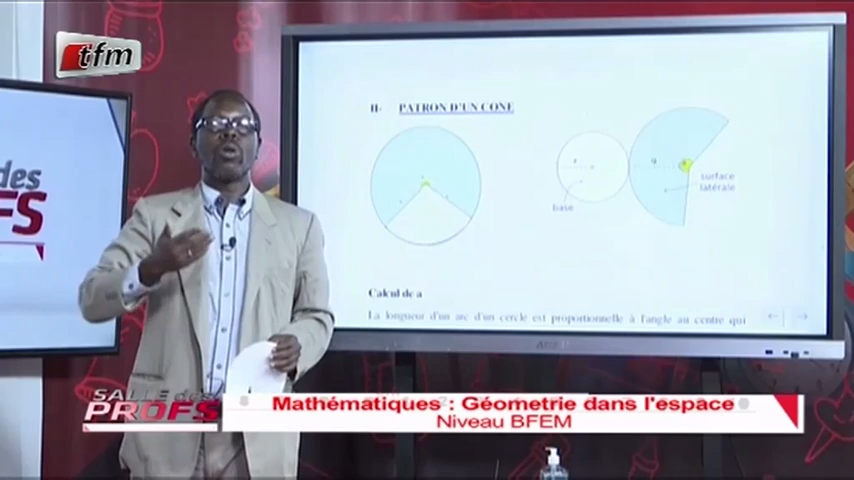 tfm
des
FS
II- PATRON D'UN CONE
base
surface
latérale
Calcul de a
La longueur d'un arc d'un cercle est proportionnelle à l'angle au centre qui
SALLE des
PROFS
Mathématiques : Géometrie dans l'espace
Niveau BFEM